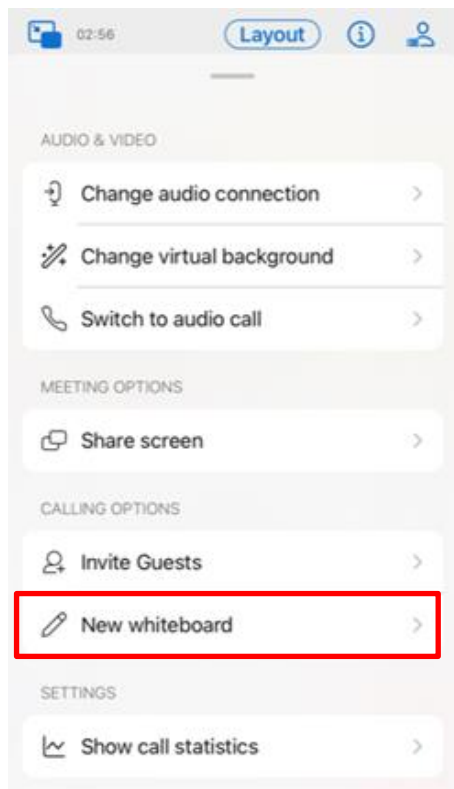 02:56 Layout
AUDIO & VIDEO
Change audio connection
Change virtual background
Switch to audio call
MEETING OPTIONS
Share screen
CALLING OPTIONS
Invite Guests
New whiteboard
SETTINGS
Show call statistics